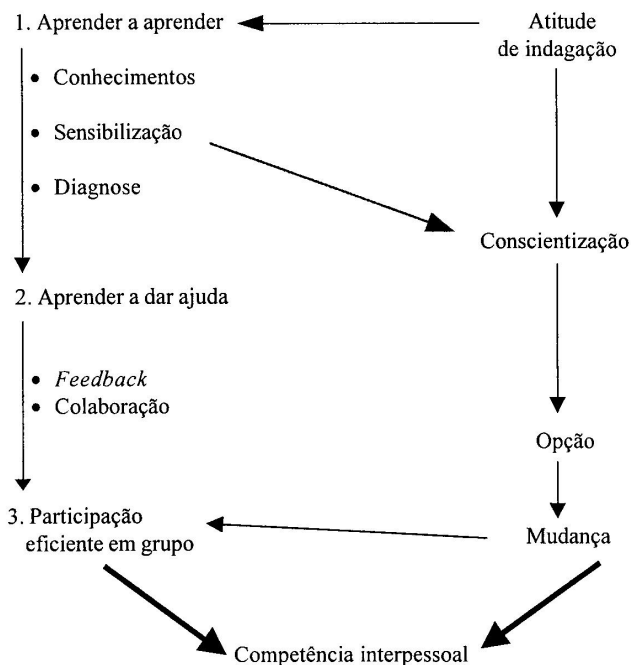 1. Aprender a aprender
• Conhecimentos
• Sensibilização
• Diagnose
2. Aprender a dar ajuda
• Feedback
• Colaboração
3. Participação
eficiente em grupo
Atitude
de indagação
Conscientização
Opção
Mudança
Competência interpessoal